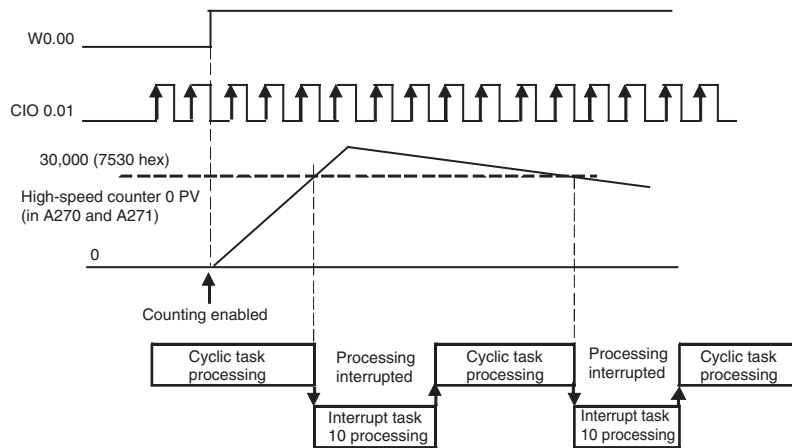 W0.00
CIO 0.01
30,000 (7530 hex)
High-speed counter 0 PV
(in A270 and A271)
0
Counting enabled
Cyclic task
processing
Processing
interrupted
Cyclic task
processing
Processing
interrupted
Cyclic task
processing
Interrupt task
10 processing
Interrupt task
10 processing